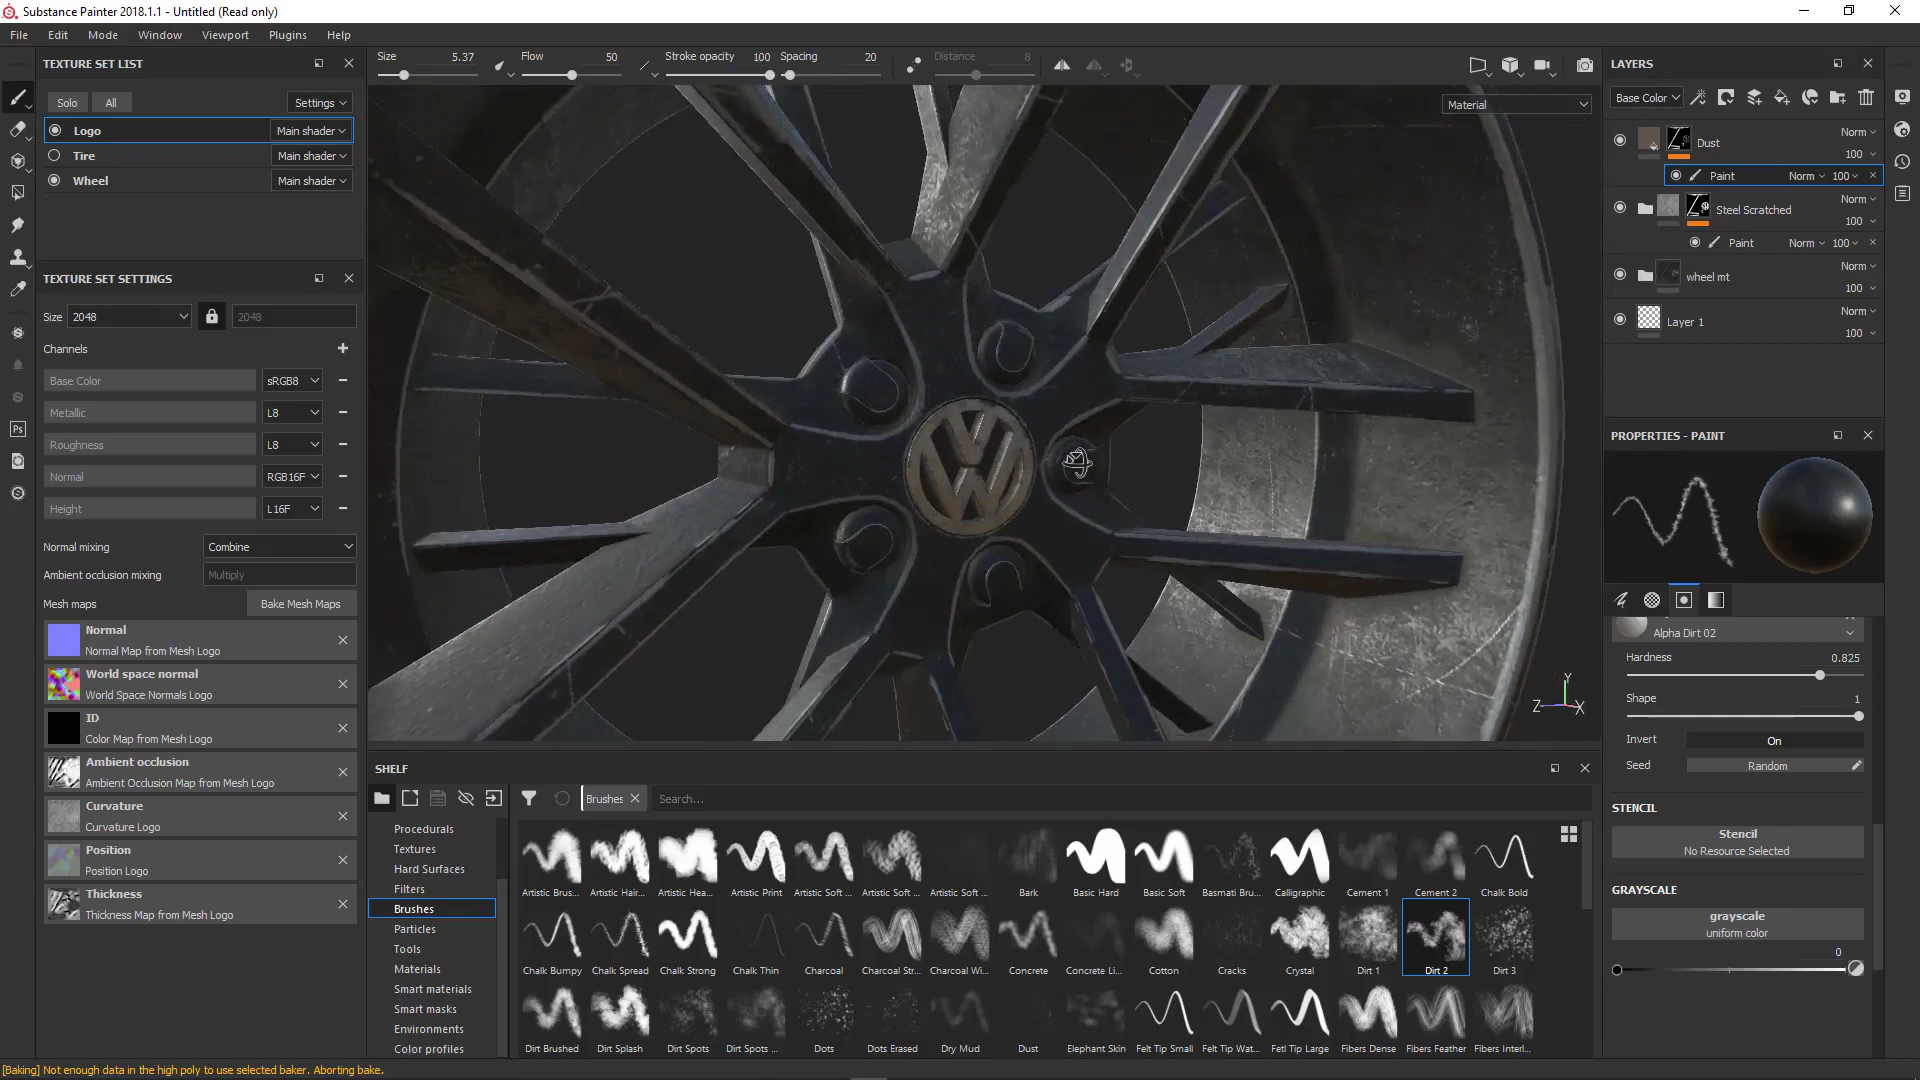 Substance Painter 2018.1.1 - Untitled (Read only)
File Edit Mode Window Viewport Plugins Help
TEXTURE SET LIST
Solo All Settings
Logo Main shader
Tire Main shader
Wheel Main shader
TEXTURE SET SETTINGS
Size 2048 2048
Channels
Base Color sRGB8
Metallic L8
Roughness L8
Normal RGB16F
Height L16F
Normal mixing Combine
Ambient occlusion mixing Multiply
Mesh maps Bake Mesh Maps
Normal
Normal Map from Mesh Logo
World space normal
World Space Normals Logo
ID
Color Map from Mesh Logo
Ambient occlusion
Ambient Occlusion Map from Mesh Logo
Curvature
Curvature Logo
Position
Position Logo
Thickness
Thickness Map from Mesh Logo
Size 5.37 Flow 50 Stroke opacity 100 Spacing 20 Distance 8
Material
Y
Z X
SHELF
Brushes Search...
Procedurals
Textures
Hard Surfaces
Filters
Brushes
Particles
Tools
Materials
Smart materials
Smart masks
Environments
Color profiles
Artistic Brus... Artistic Hair... Artistic Hea... Artistic Print Artistic Soft ... Artistic Soft ... Artistic Soft ... Bark Basic Hard Basic Soft Basmati Bru... Calligraphic Cement 1 Cement 2 Chalk Bold
Chalk Bumpy Chalk Spread Chalk Strong Chalk Thin Charcoal Charcoal Str... Charcoal Wi... Concrete Concrete Li... Cotton Cracks Crystal Dirt 1 Dirt 2 Dirt 3
Dirt Brushed Dirt Splash Dirt Spots Dirt Spots ... Dots Dots Erased Dry Mud Dust Elephant Skin Felt Tip Small Felt Tip Wat... Fetl Tip Large Fibers Dense Fibers Feather Fibers Interl...
LAYERS
Base Color
Dust Norm 100
Paint Norm 100
Steel Scratched Norm 100
Paint Norm 100
wheel mt Norm 100
Layer 1 Norm 100
PROPERTIES - PAINT
Alpha Dirt 02
Hardness 0.825
Shape 1
Invert On
Seed Random
STENCIL
Stencil
No Resource Selected
GRAYSCALE
grayscale
uniform color
0
Ps
[Baking] Not enough data in the high poly to use selected baker. Aborting bake.